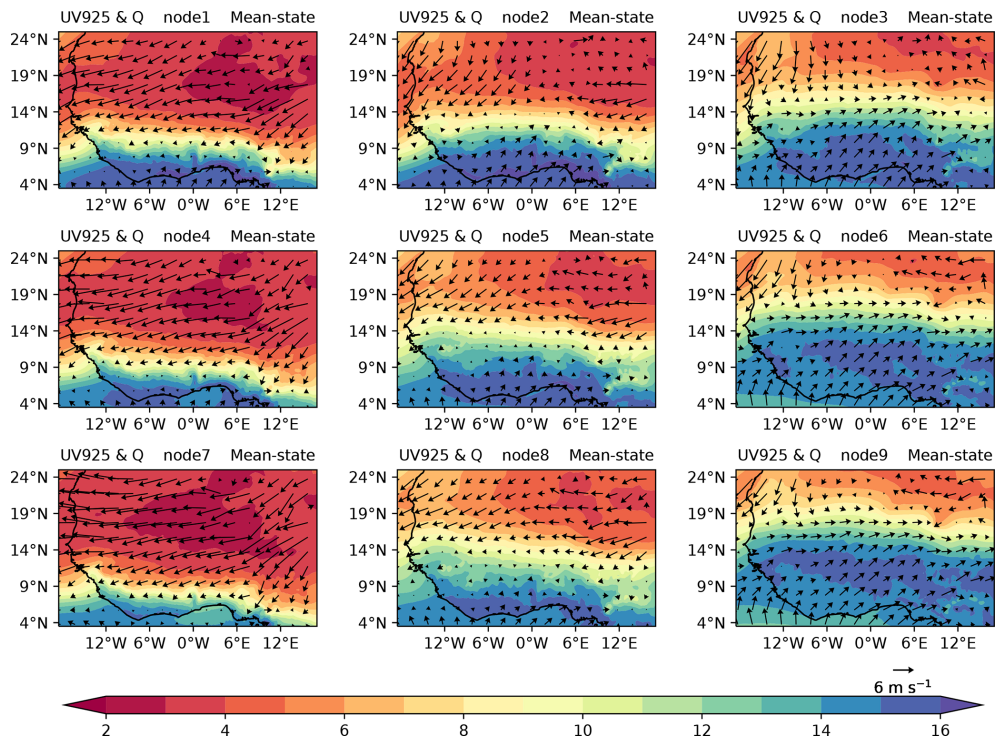 UV925 & Q node1 Mean-state UV925 & Q node2 Mean-state UV925 & Q node3 Mean-state
24°N 24°N 24°N
19°N 19°N 19°N
14°N 14°N 14°N
9°N 9°N 9°N
4°N 4°N 4°N
12°W 6°W 0°W 6°E 12°E 12°W 6°W 0°W 6°E 12°E 12°W 6°W 0°W 6°E 12°E
UV925 & Q node4 Mean-state UV925 & Q node5 Mean-state UV925 & Q node6 Mean-state
24°N 24°N 24°N
19°N 19°N 19°N
14°N 14°N 14°N
9°N 9°N 9°N
4°N 4°N 4°N
12°W 6°W 0°W 6°E 12°E 12°W 6°W 0°W 6°E 12°E 12°W 6°W 0°W 6°E 12°E
UV925 & Q node7 Mean-state UV925 & Q node8 Mean-state UV925 & Q node9 Mean-state
24°N 24°N 24°N
19°N 19°N 19°N
14°N 14°N 14°N
9°N 9°N 9°N
4°N 4°N 4°N
12°W 6°W 0°W 6°E 12°E 12°W 6°W 0°W 6°E 12°E 12°W 6°W 0°W 6°E 12°E
6 m s⁻¹
2 4 6 8 10 12 14 16